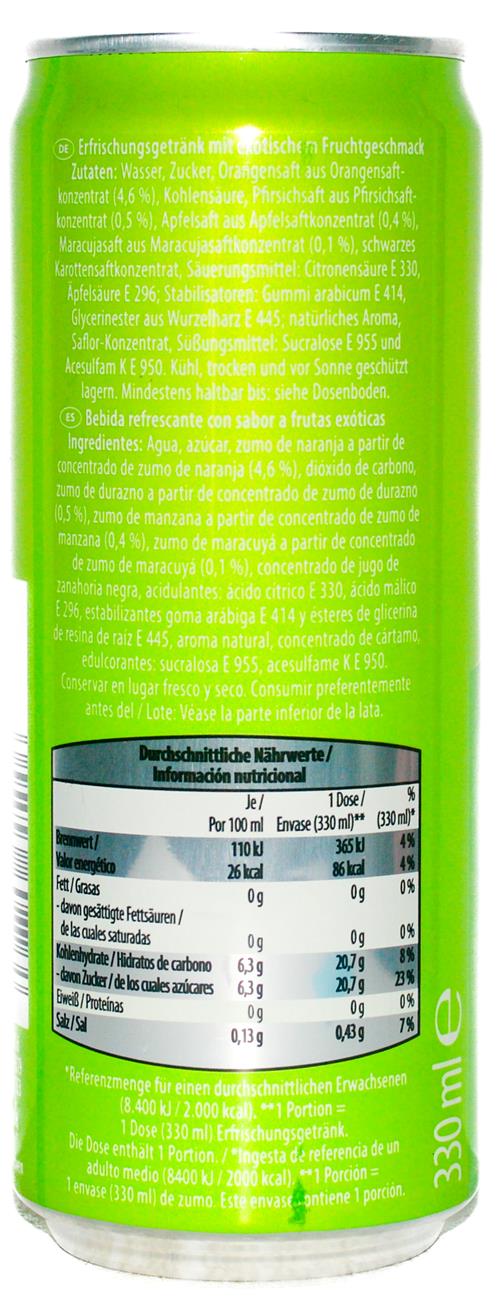 DE Erfrischungsgetränk mit exotischem Fruchtgeschmack
Zutaten: Wasser, Zucker, Orangensaft aus Orangensaft-
konzentrat (4,6 %), Kohlensäure, Pfirsichsaft aus Pfirsichsaft-
konzentrat (0,5 %), Apfelsaft aus Apfelsaftkonzentrat (0,4 %),
Maracujasaft aus Maracujasaftkonzentrat (0,1 %), schwarzes
Karottensaftkonzentrat, Säuerungsmittel: Citronensäure E 330,
Äpfelsäure E 296; Stabilisatoren: Gummi arabicum E 414,
Glycerinester aus Wurzelharz E 445; natürliches Aroma,
Saflor-Konzentrat, Süßungsmittel: Sucralose E 955 und
Acesulfam K E 950. Kühl, trocken und vor Sonne geschützt
lagern. Mindestens haltbar bis: siehe Dosenboden.
ES Bebida refrescante con sabor a frutas exóticas
Ingredientes: Agua, azúcar, zumo de naranja a partir de
concentrado de zumo de naranja (4,6 %), dióxido de carbono,
zumo de durazno a partir de concentrado de zumo de durazno
(0,5 %), zumo de manzana a partir de concentrado de zumo de
manzana (0,4 %), zumo de maracuyá a partir de concentrado
de zumo de maracuyá (0,1 %), concentrado de jugo de
zanahoria negra, acidulantes: ácido cítrico E 330, ácido málico
E 296, estabilizantes goma arábiga E 414 y ésteres de glicerina
de resina de raíz E 445, aroma natural, concentrado de cártamo,
edulcorantes: sucralosa E 955, acesulfame K E 950.
Conservar en lugar fresco y seco. Consumir preferentemente
antes del / Lote: Véase la parte inferior de la lata.
Durchschnittliche Nährwerte /
Información nutricional
Je / 1 Dose / %
Por 100 ml Envase (330 ml)** (330 ml)*
Brennwert / 110 kJ 365 kJ 4 %
Valor energético 26 kcal 86 kcal 4 %
Fett / Grasas 0 g 0 g 0 %
- davon gesättigte Fettsäuren /
de las cuales saturadas 0 g 0 g 0 %
Kohlenhydrate / Hidratos de carbono 6,3 g 20,7 g 8 %
- davon Zucker / de los cuales azúcares 6,3 g 20,7 g 23 %
Eiweiß / Proteínas 0 g 0 g 0 %
Salz / Sal 0,13 g 0,43 g 7 %
*Referenzmenge für einen durchschnittlichen Erwachsenen
(8.400 kJ / 2.000 kcal). **1 Portion =
1 Dose (330 ml) Erfrischungsgetränk.
Die Dose enthält 1 Portion. / *Ingesta de referencia de un
adulto medio (8400 kJ / 2000 kcal). **1 Porción =
1 envase (330 ml) de zumo. Este envase contiene 1 porción.
330 ml e